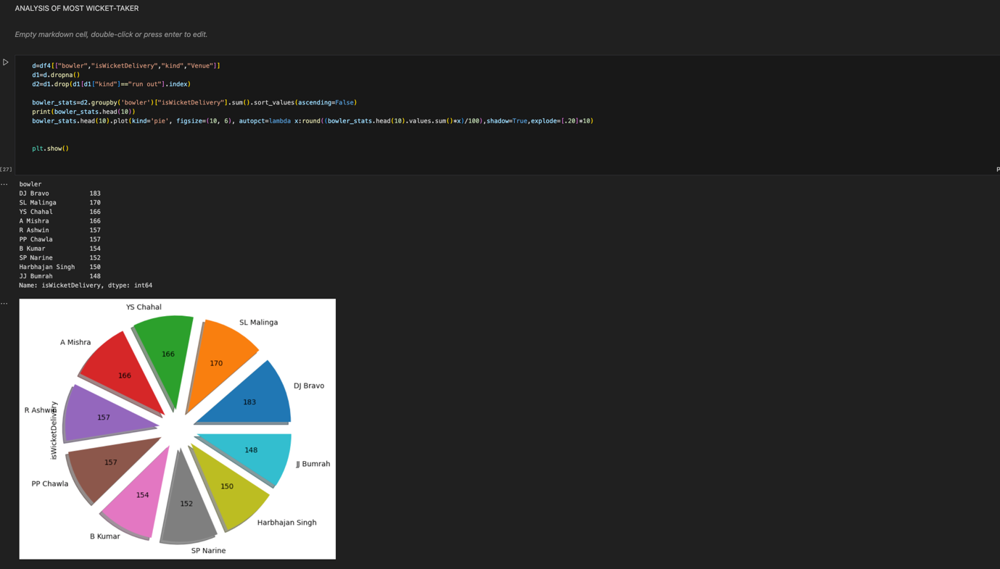 ANALYSIS OF MOST WICKET-TAKER
Empty markdown cell, double-click or press enter to edit.
d=df4[["bowler","isWicketDelivery","kind","Venue"]]
d1=d.dropna()
d2=d1.drop(d1[d1["kind"]=="run out"].index)
bowler_stats=d2.groupby('bowler')["isWicketDelivery"].sum().sort_values(ascending=False)
print(bowler_stats.head(10))
bowler_stats.head(10).plot(kind='pie', figsize=(10, 6), autopct=lambda x:round((bowler_stats.head(10).values.sum()*x)/100),shadow=True,explode=[.20]*10)
plt.show()
[27]
P
... bowler
DJ Bravo 183
SL Malinga 170
YS Chahal 166
A Mishra 166
R Ashwin 157
PP Chawla 157
B Kumar 154
SP Narine 152
Harbhajan Singh 150
JJ Bumrah 148
Name: isWicketDelivery, dtype: int64
...
YS Chahal
SL Malinga
A Mishra
166
170
166
DJ Bravo
183
R Ashwin
157
isWicketDelivery
148
157
JJ Bumrah
PP Chawla
150
154
152
Harbhajan Singh
B Kumar
SP Narine